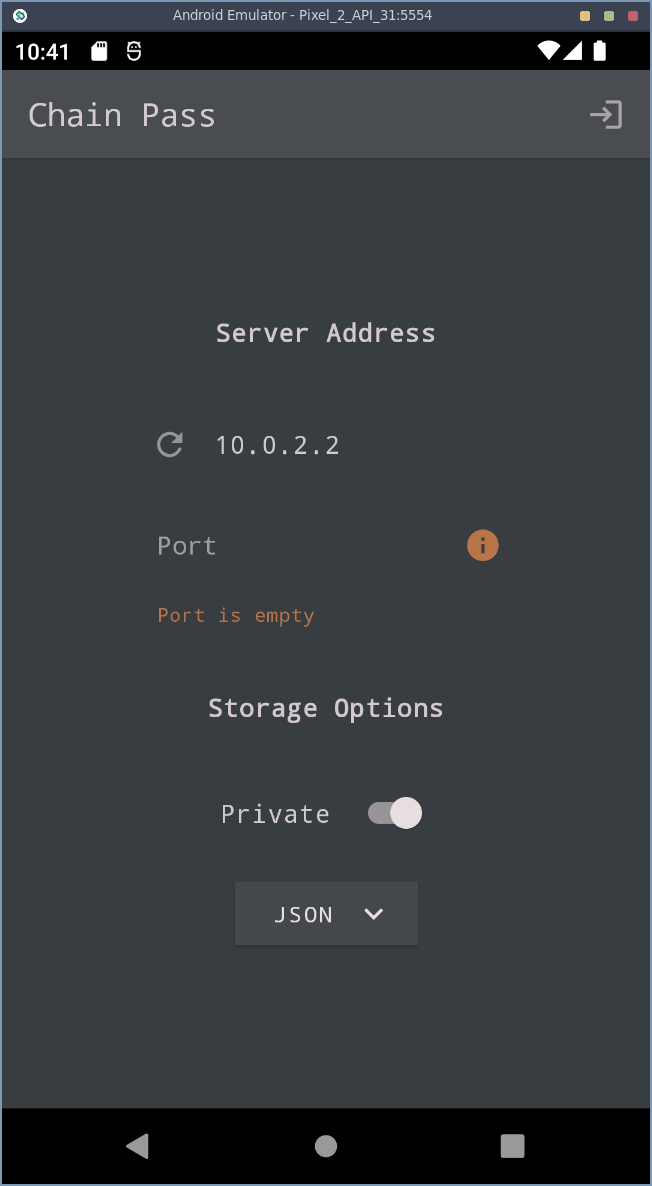 Android Emulator - Pixel_2_API_31:5554
10:41
Chain Pass
Server Address
10.0.2.2
Port
Port is empty
Storage Options
Private
JSON